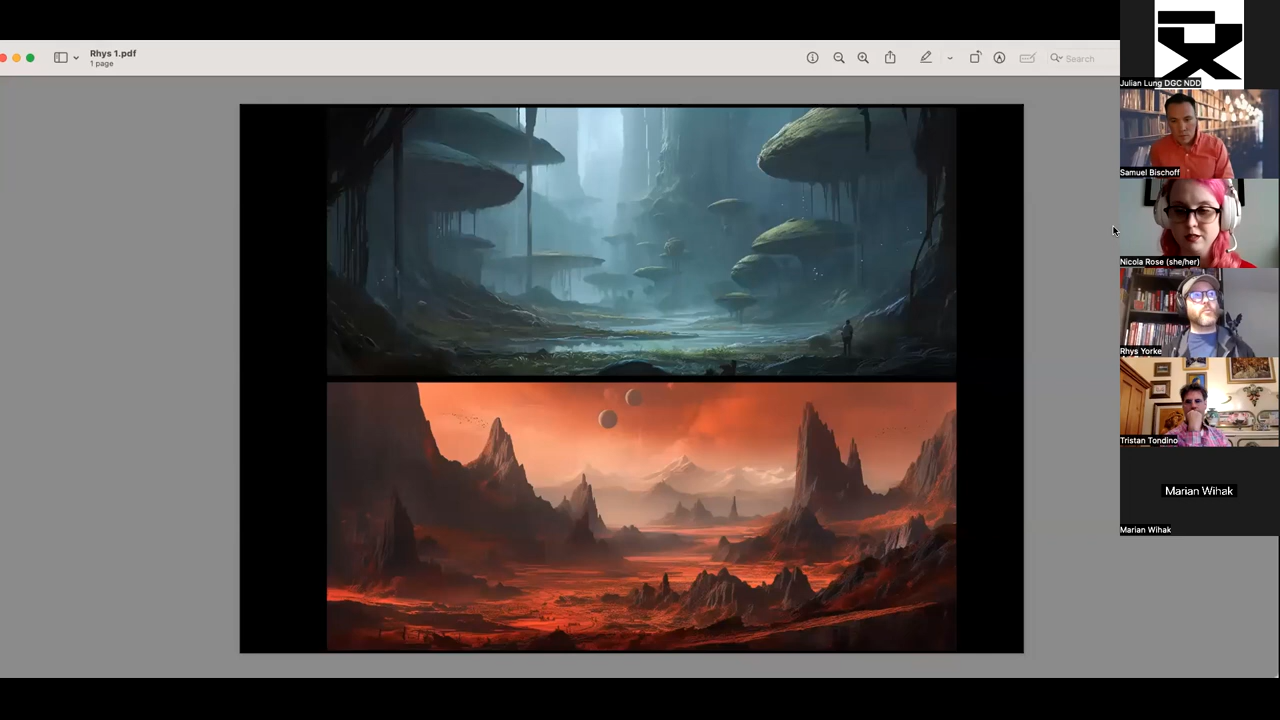 Rhys 1.pdf
1 page
Search
Julian Lung DGC NDD
Samuel Bischoff
Nicola Rose (she/her)
Rhys Yorke
Tristan Tondino
Marian Wihak
Marian Wihak